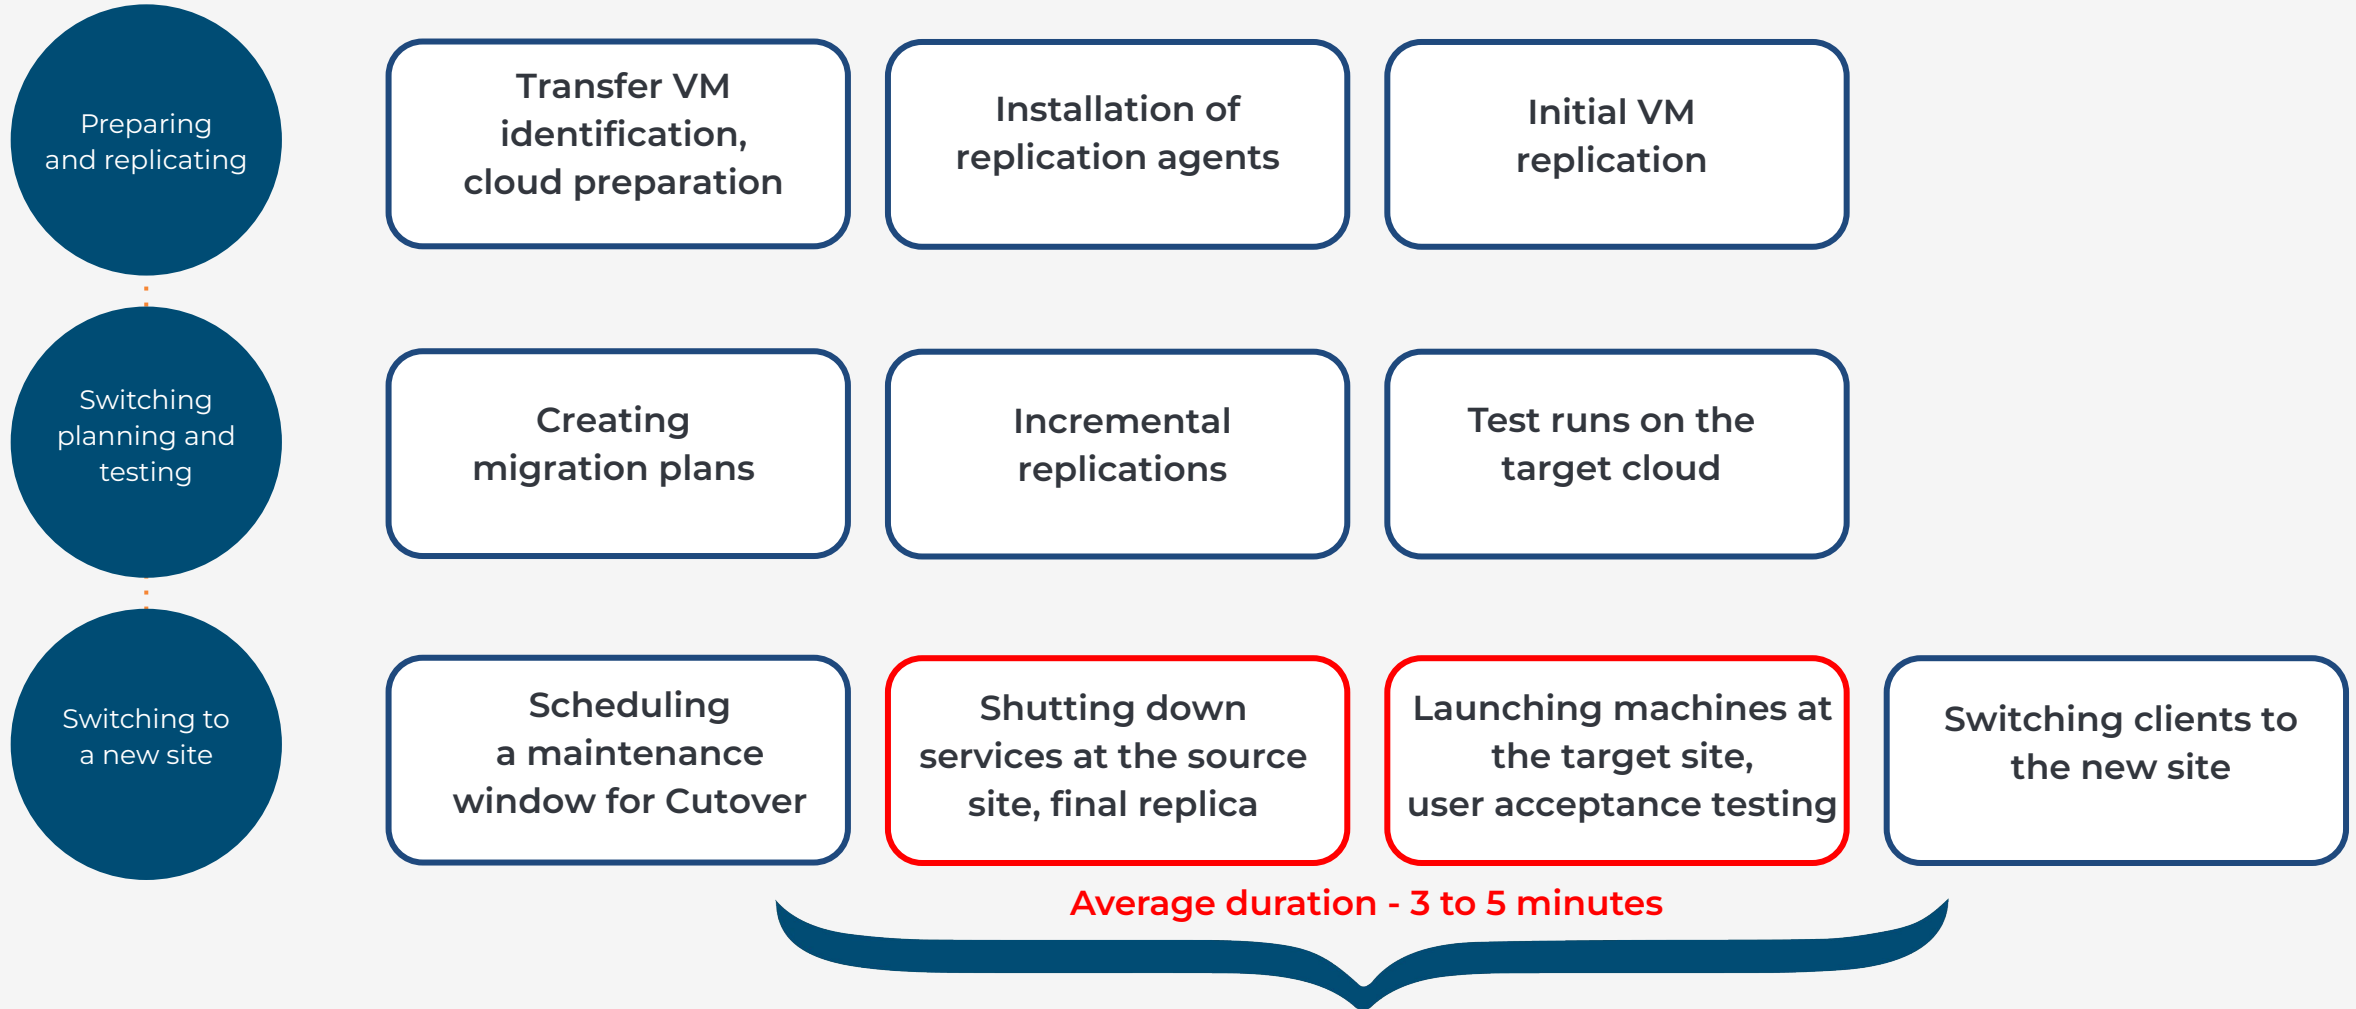 Preparing
and replicating
Transfer VM
identification,
cloud preparation
Installation of
replication agents
Initial VM
replication
Switching
planning and
testing
Creating
migration plans
Incremental
replications
Test runs on the
target cloud
Switching to
a new site
Scheduling
a maintenance
window for Cutover
Shutting down
services at the source
site, final replica
Launching machines at
the target site,
user acceptance testing
Switching clients to
the new site
Average duration - 3 to 5 minutes